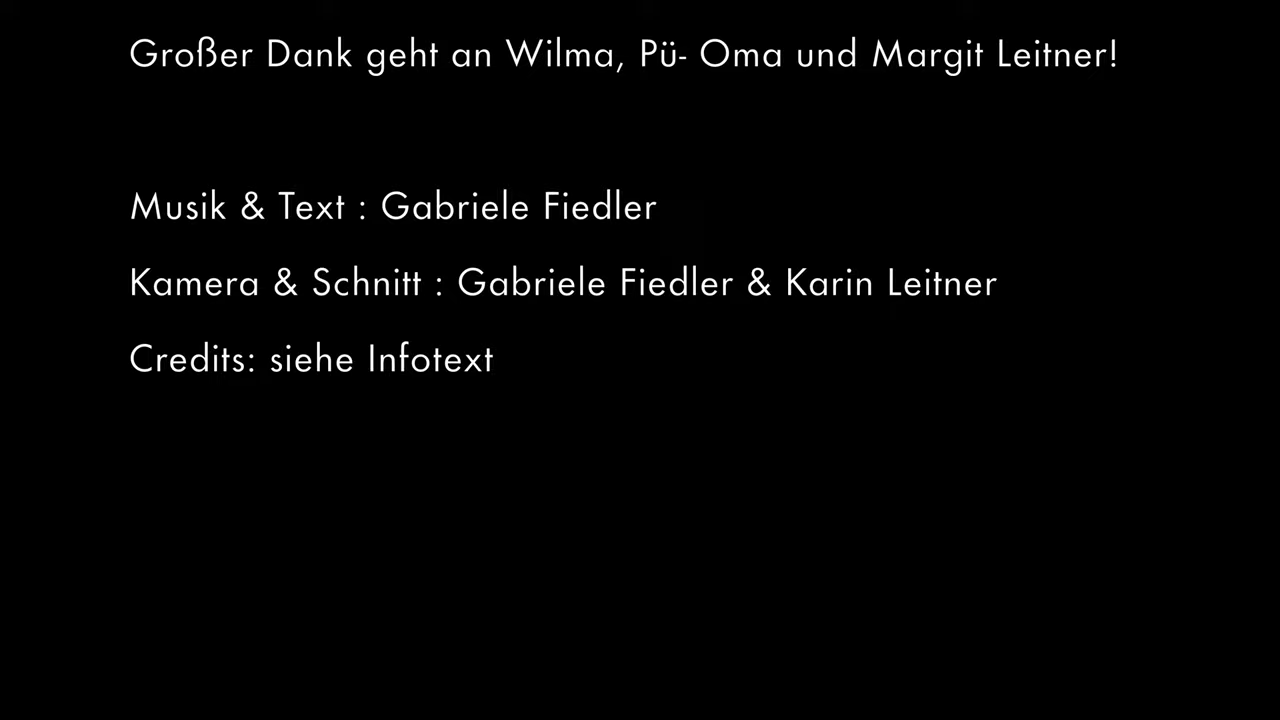 Großer Dank geht an Wilma, Pü- Oma und Margit Leitner!
Musik & Text : Gabriele Fiedler
Kamera & Schnitt : Gabriele Fiedler & Karin Leitner
Credits: siehe Infotext